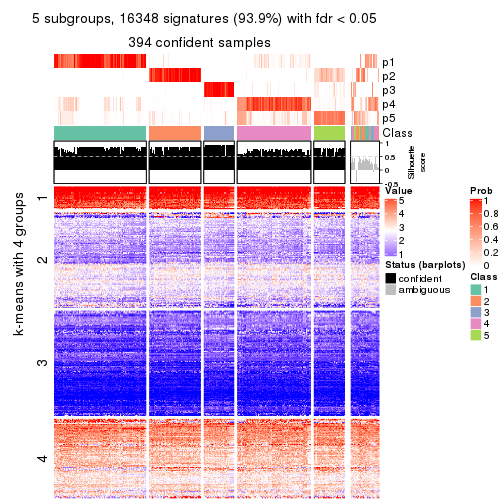 5 subgroups, 16348 signatures (93.9%) with fdr < 0.05
394 confident samples
p1
p2
p3
p4
p5
Class
1
0.5
0
-0.5
Silhouette
score
k-means with 4 groups
1
2
3
4
Value
5
4
3
2
1
Status (barplots)
confident
ambiguous
Prob
1
0.8
0.6
0.4
0.2
0
Class
1
2
3
4
5